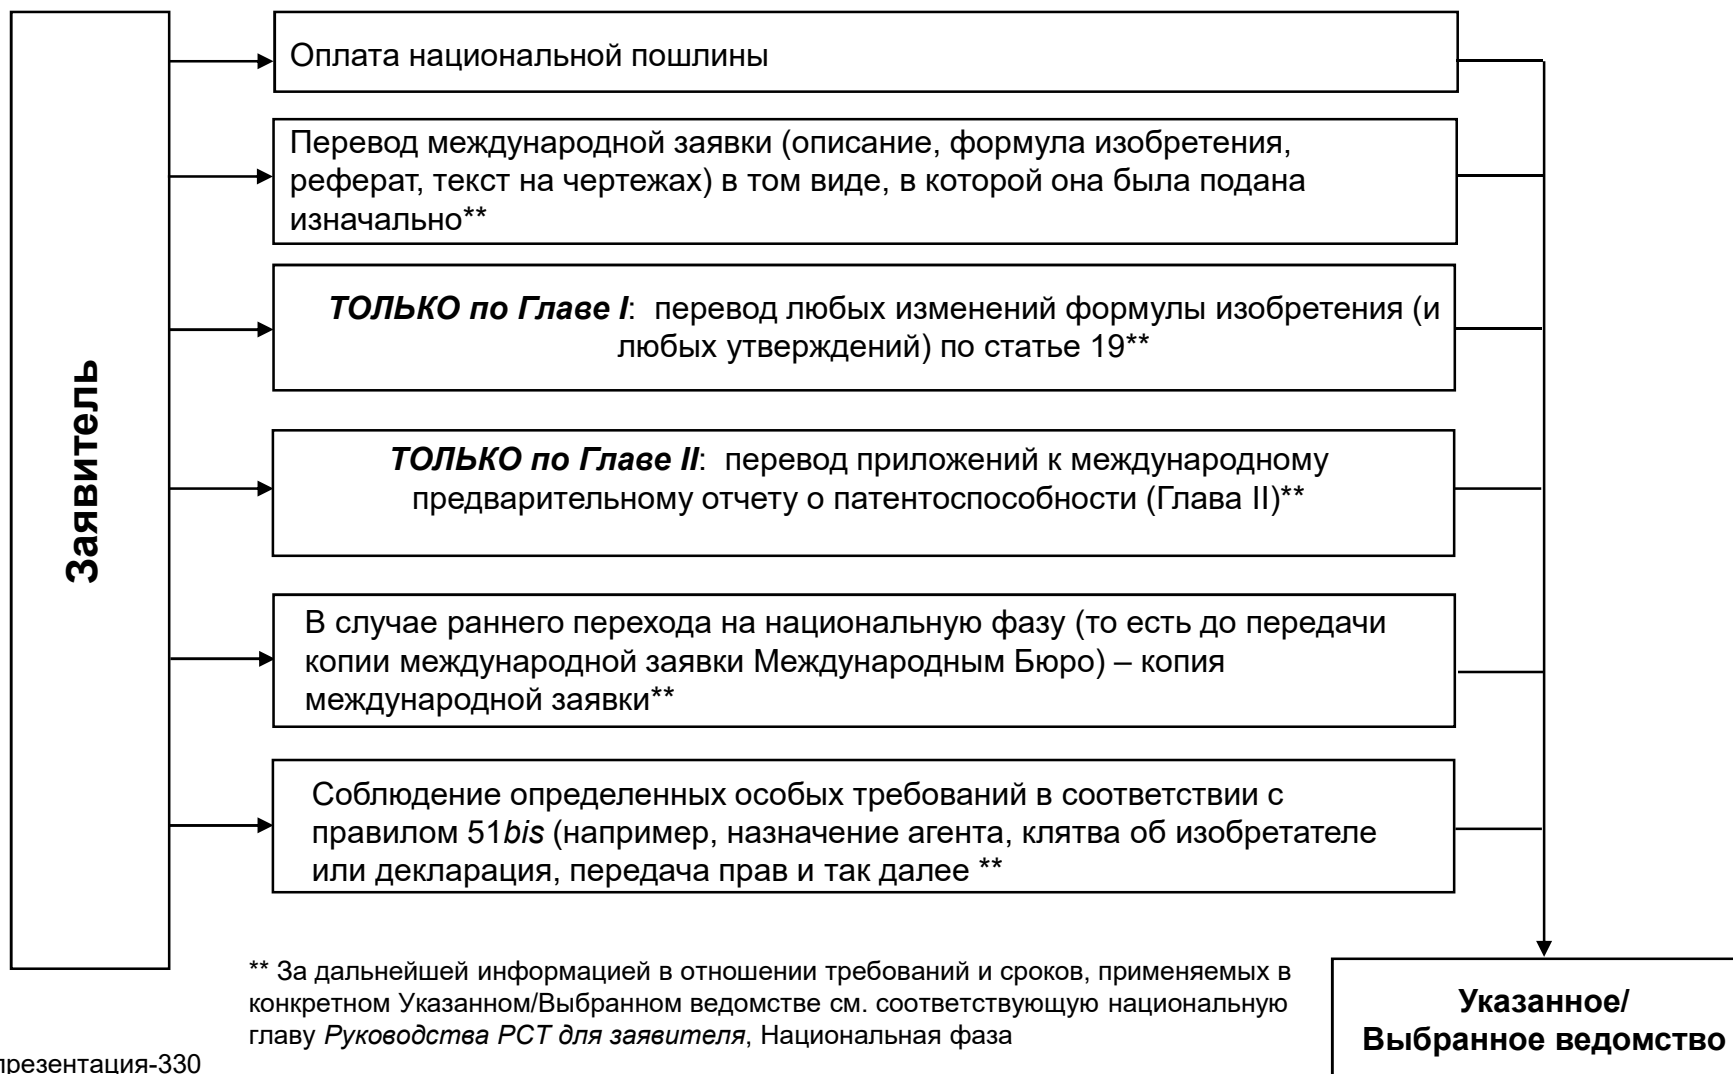 Заявитель
Оплата национальной пошлины
Перевод международной заявки (описание, формула изобретения,
реферат, текст на чертежах) в том виде, в которой она была подана
изначально**
ТОЛЬКО по Главе I:  перевод любых изменений формулы изобретения (и
любых утверждений) по статье 19**
ТОЛЬКО по Главе II:  перевод приложений к международному
предварительному отчету о патентоспособности (Глава II)**
В случае раннего перехода на национальную фазу (то есть до передачи
копии международной заявки Международным Бюро) – копия
международной заявки**
Соблюдение определенных особых требований в соответствии с
правилом 51bis (например, назначение агента, клятва об изобретателе
или декларация, передача прав и так далее **
** За дальнейшей информацией в отношении требований и сроков, применяемых в
конкретном Указанном/Выбранном ведомстве см. соответствующую национальную
главу Руководства РСТ для заявителя, Национальная фаза
Указанное/
Выбранное ведомство
презентация-330